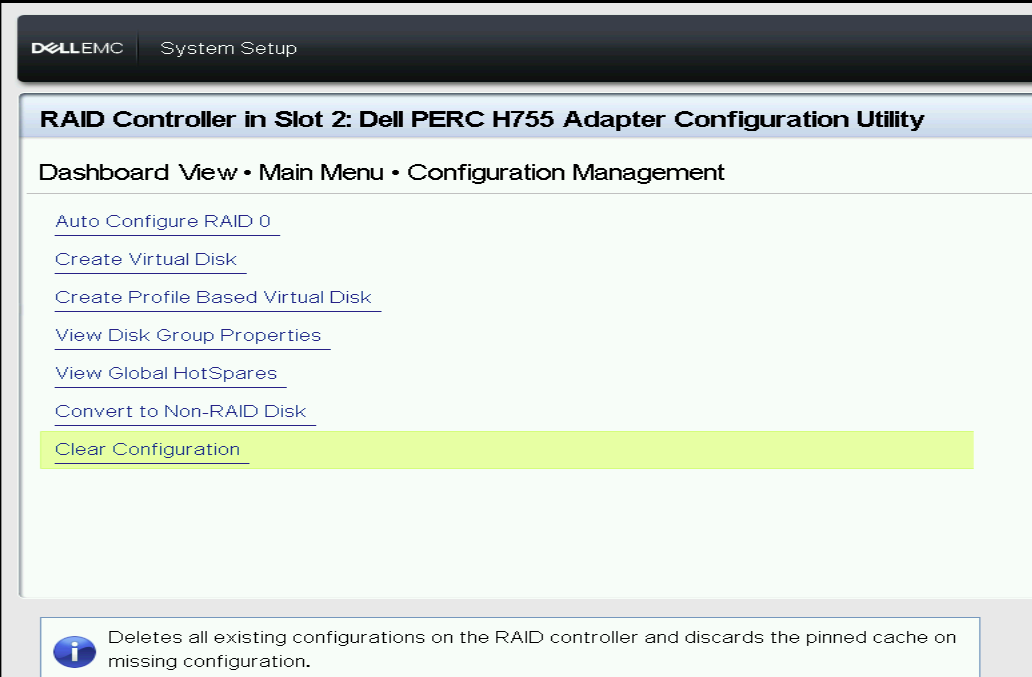 DELLEMC System Setup
RAID Controller in Slot 2: Dell PERC H755 Adapter Configuration Utility
Dashboard View • Main Menu • Configuration Management
Auto Configure RAID 0
Create Virtual Disk
Create Profile Based Virtual Disk
View Disk Group Properties
View Global HotSpares
Convert to Non-RAID Disk
Clear Configuration
Deletes all existing configurations on the RAID controller and discards the pinned cache on
missing configuration.